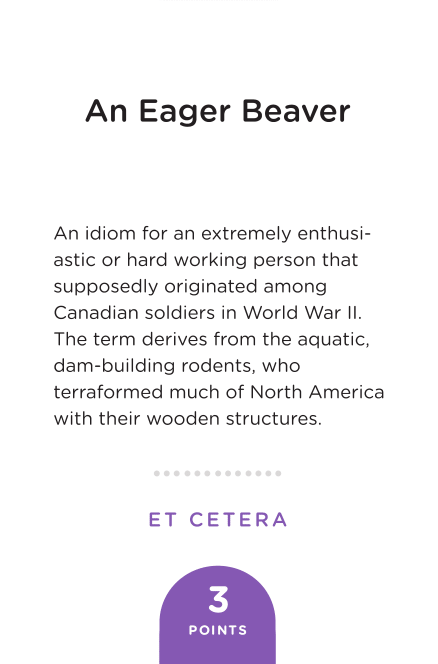 An Eager Beaver
An idiom for an extremely enthusi-
astic or hard working person that
supposedly originated among
Canadian soldiers in World War II.
The term derives from the aquatic,
dam-building rodents, who
terraformed much of North America
with their wooden structures.
ET CETERA
3
POINTS